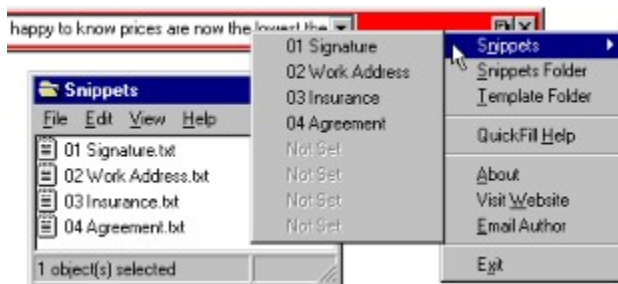 happy to know prices are now the lowest the
Snippets
File Edit View Help
01 Signature.txt
02 Work Address.txt
03 Insurance.txt
04 Agreement.txt
1 object(s) selected
01 Signature
02 Work Address
03 Insurance
04 Agreement
Not Set
Not Set
Not Set
Not Set
Snippets
Snippets Folder
Template Folder
QuickFill Help
About
Visit Website
Email Author
Exit